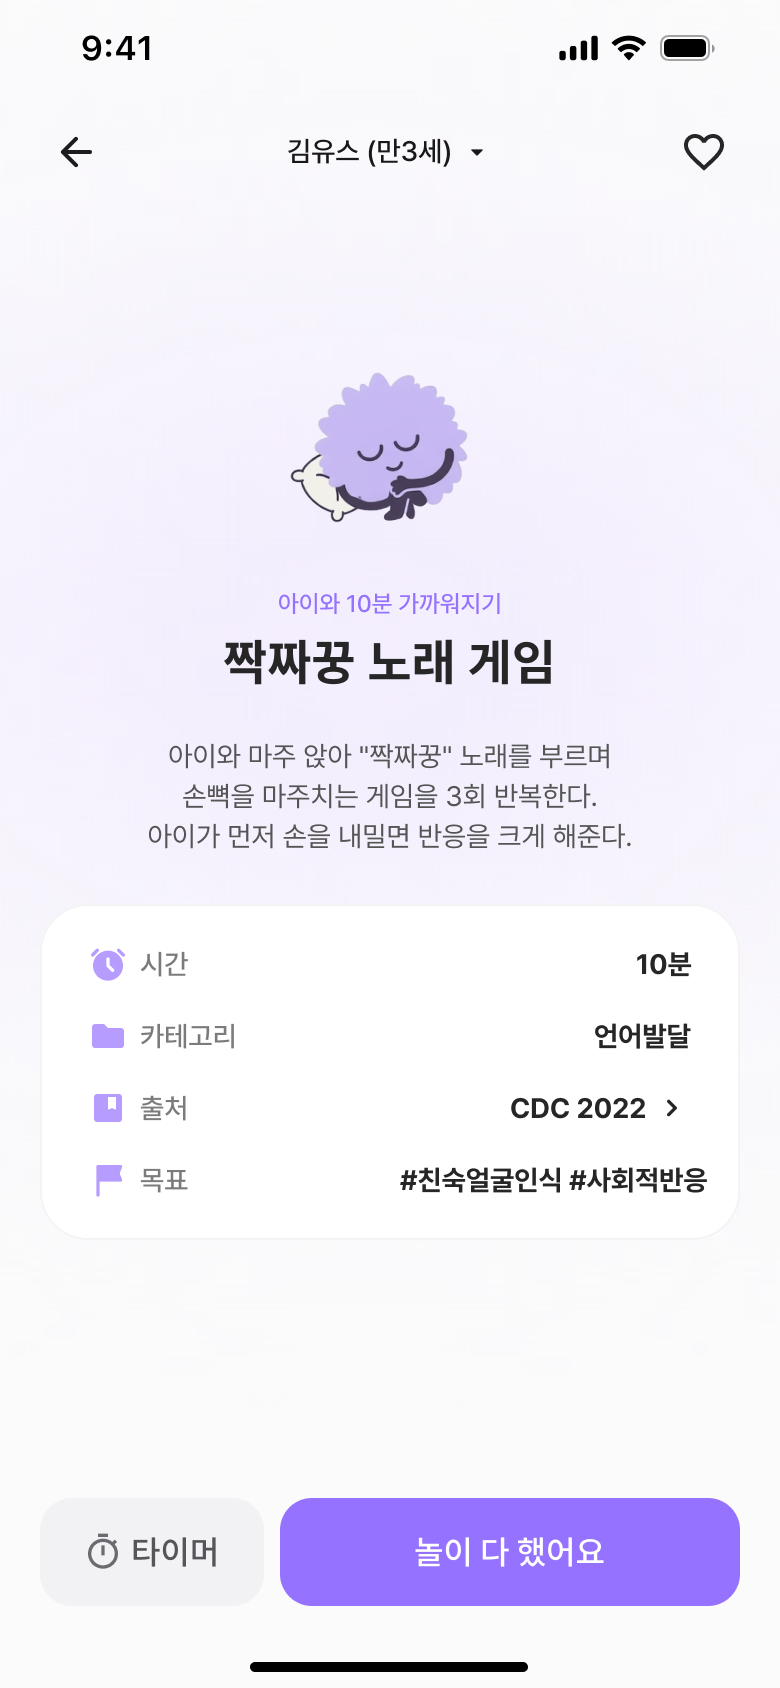 9:41
김유스 (만3세)
아이와 10분 가까워지기
짝짜꿍 노래 게임
아이와 마주 앉아 "짝짜꿍" 노래를 부르며
손뼉을 마주치는 게임을 3회 반복한다.
아이가 먼저 손을 내밀면 반응을 크게 해준다.
시간 10분
카테고리 언어발달
출처 CDC 2022
목표 #친숙얼굴인식 #사회적반응
타이머 놀이 다 했어요